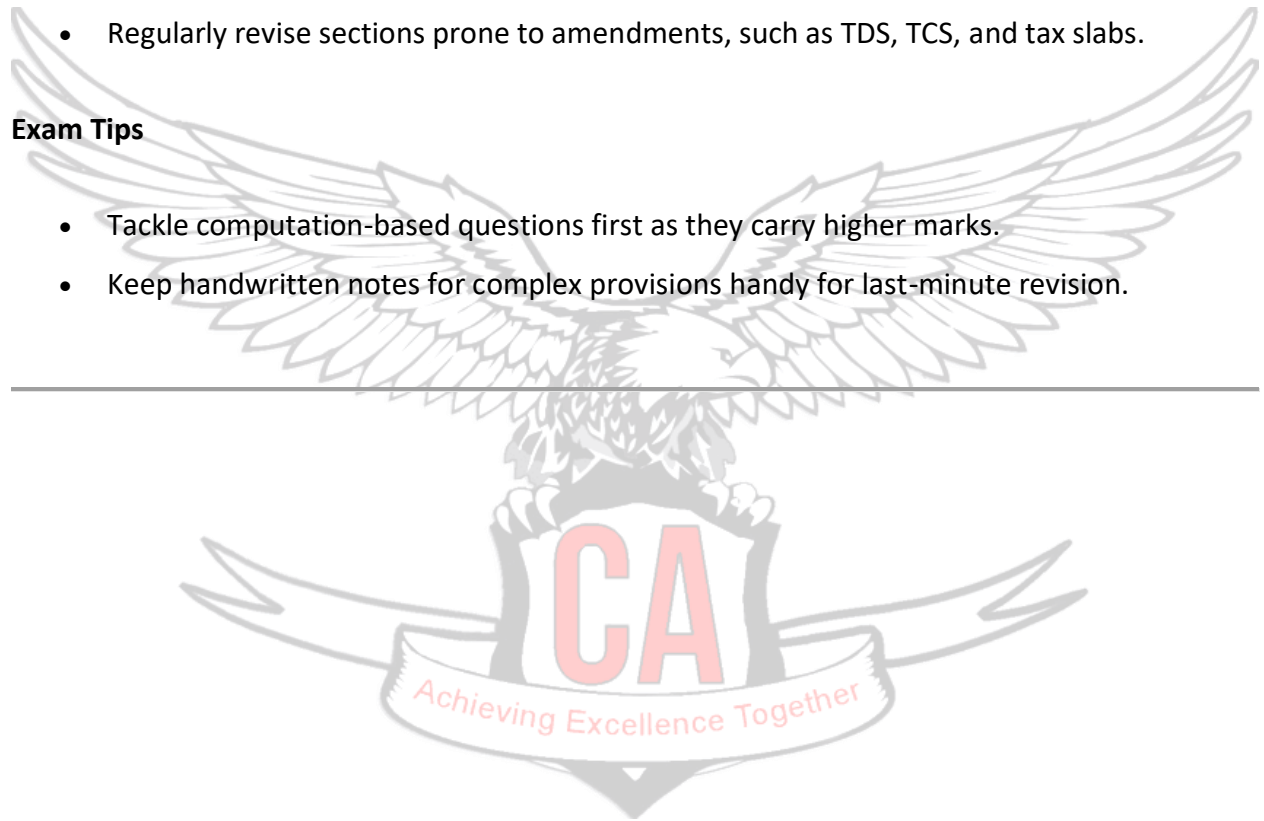 • Regularly revise sections prone to amendments, such as TDS, TCS, and tax slabs.
Exam Tips
• Tackle computation-based questions first as they carry higher marks.
• Keep handwritten notes for complex provisions handy for last-minute revision.
CA
Achieving Excellence Together